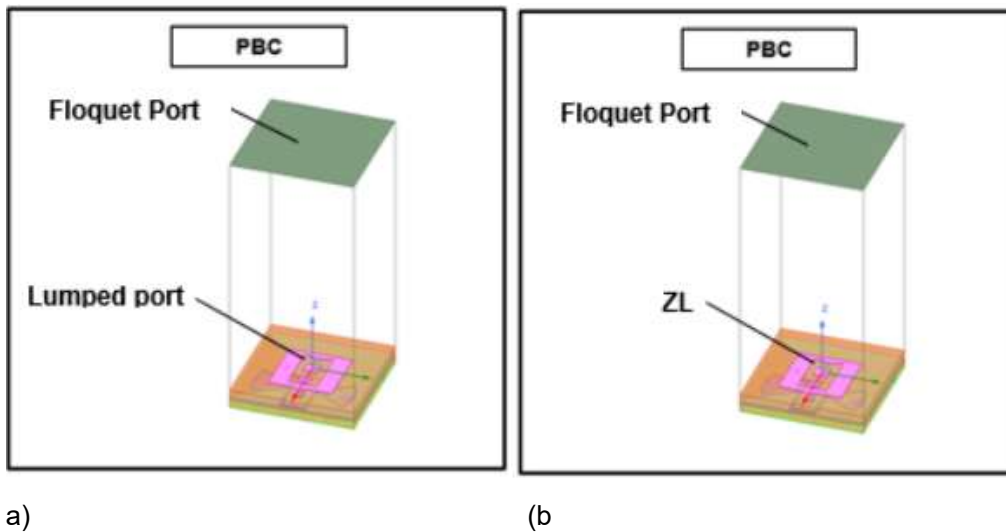 PBC
Floquet Port
Lumped port
z
PBC
Floquet Port
ZL
z
a)
(b